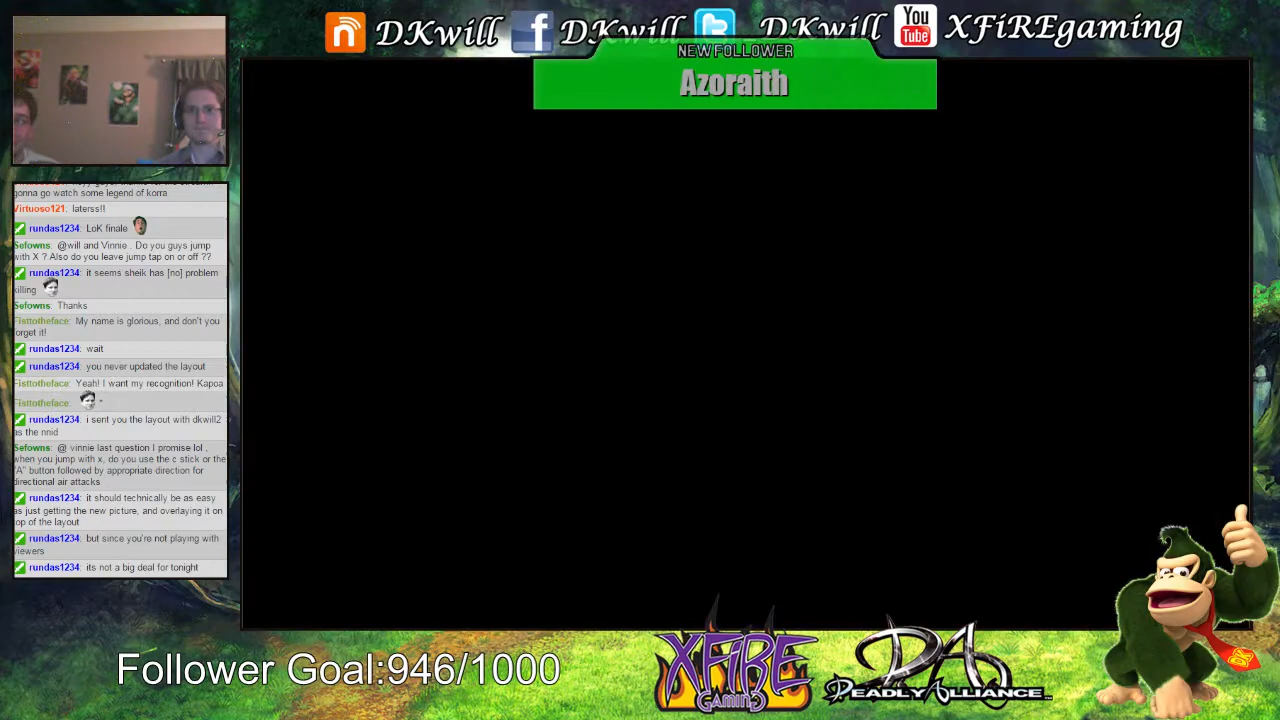 DKwill DKwill DKwill You Tube XFiREgaming
NEW FOLLOWER
Azoraith
gonna go watch some legend of korra
Virtuoso121: laterss!!
rundas1234: LoK finale
Sefowns: @will and Vinnie . Do you guys jump
with X ? Also do you leave jump tap on or off ??
rundas1234: it seems sheik has [no] problem
killing
Sefowns: Thanks
Fisttotheface: My name is glorious, and don't you
forget it!
rundas1234: wait
rundas1234: you never updated the layout
Fisttotheface: Yeah! I want my recognition! Kapoa
Fisttotheface: *
rundas1234: i sent you the layout with dkwill2
as the nnid
Sefowns: @ vinnie last question I promise lol ,
when you jump with x, do you use the c stick or the
"A" button followed by appropriate direction for
directional air attacks
rundas1234: it should technically be as easy
as just getting the new picture, and overlaying it on
top of the layout
rundas1234: but since you're not playing with
viewers
rundas1234: its not a big deal for tonight
Follower Goal:946/1000
XFiRE
GAMING
DA
DEADLY ALLIANCE
DK